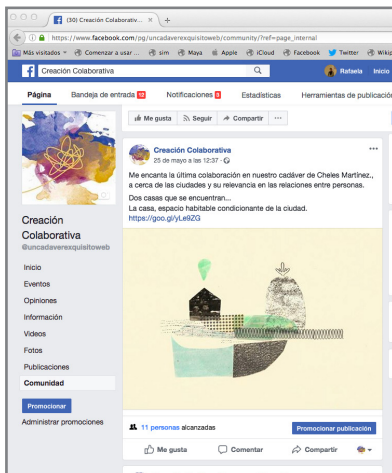 (30) Creación Colaborativ...
https://www.facebook.com/pg/uncadaverexquisitoweb/community/?ref=page_internal
Más visitados
Comenzar a usar ...
sim
Maya
Apple
iCloud
Facebook
Twitter
Wikip
Creación Colaborativa
Rafaela
Inicio
Página
Bandeja de entrada 12
Notificaciones 8
Estadísticas
Herramientas de publicación
Me gusta
Seguir
Compartir
...
Creación Colaborativa
25 de mayo a las 12:37 ·
Me encanta la última colaboración en nuestro cadáver de Cheles Martínez.,
a cerca de las ciudades y su relevancia en las relaciones entre personas.
Dos casas que se encuentran...
La casa, espacio habitable condicionante de la ciudad.
https://goo.gl/yLe9ZG
Creación
Colaborativa
@uncadaverexquisitoweb
Inicio
Eventos
Opiniones
Información
Videos
Fotos
Publicaciones
Comunidad
Promocionar
Administrar promociones
11 personas alcanzadas
Promocionar publicación
Me gusta
Comentar
Compartir